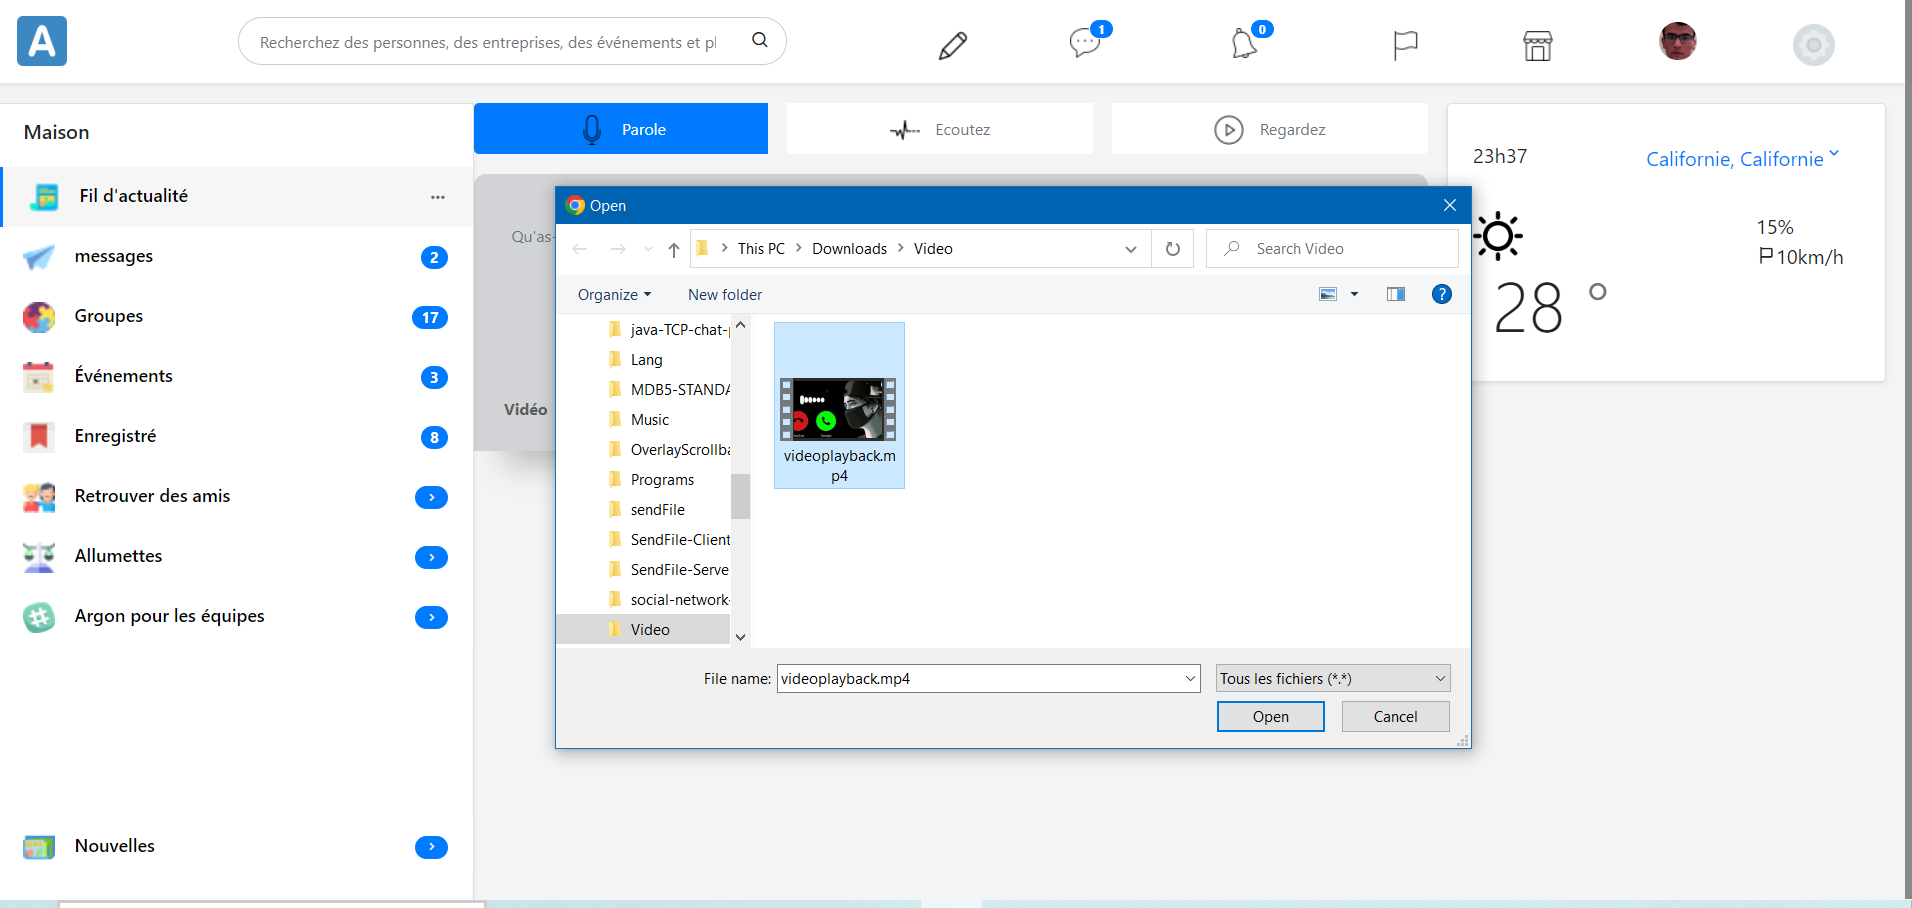 A
Recherchez des personnes, des entreprises, des événements et pl
1
0
Maison
Fil d'actualité
messages
2
Groupes
17
Événements
3
Enregistré
8
Retrouver des amis
Allumettes
Argon pour les équipes
Nouvelles
Parole
Ecoutez
Regardez
Qu'as-
Vidéo
Open
This PC
Downloads
Video
Search Video
Organize
New folder
?
java-TCP-chat-
Lang
MDB5-STANDA
Music
OverlayScrollba
Programs
sendFile
SendFile-Client
SendFile-Serve
social-network-
Video
videoplayback.m
p4
File name:
videoplayback.mp4
Tous les fichiers (*.*)
Open
Cancel
23h37
Californie, Californie
15%
10km/h
28 °